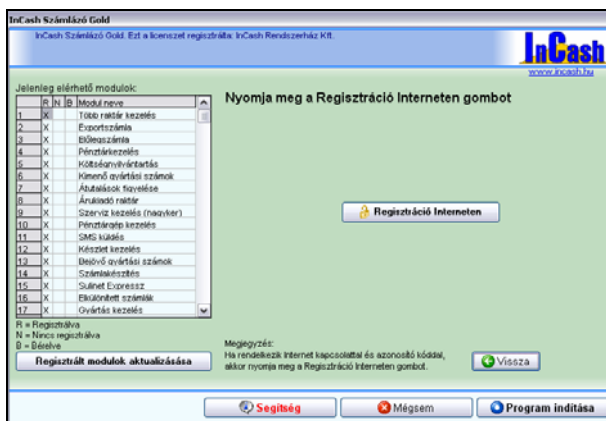 InCash Számlázó Gold
InCash Számlázó Gold. Ezt a licenszet regisztrálta: InCash Rendszerház Kft.
InCash
www.incash.hu
Jelenleg elérhető modulok:
R N B Modul neve
1 X Több raktár kezelés
2 X Exportszámla
3 X Előlegszámla
4 X Pénztárkezelés
5 X Költségnyilvántartás
6 X Kimenő gyártási számok
7 X Átutalások figyelése
8 X Árukiadó raktár
9 X Szerviz kezelés (nagyker)
10 X Pénztárgép kezelés
11 X SMS küldés
12 X Készlet kezelés
13 X Bejövő gyártási számok
14 X Számlakészítés
15 X Sulinet Expressz
16 X Elkülönített számlák
17 X Gyártás kezelés
R = Regisztrálva
N = Nincs regisztrálva
B = Bérelve
Regisztrált modulok aktualizásása
Nyomja meg a Regisztráció Interneten gombot
Regisztráció Interneten
Megjegyzés:
Ha rendelkezik Internet kapcsolattal és azonosító kóddal,
akkor nyomja meg a Regisztráció Interneten gombot.
Vissza
Segítség
Mégsem
Program indítása